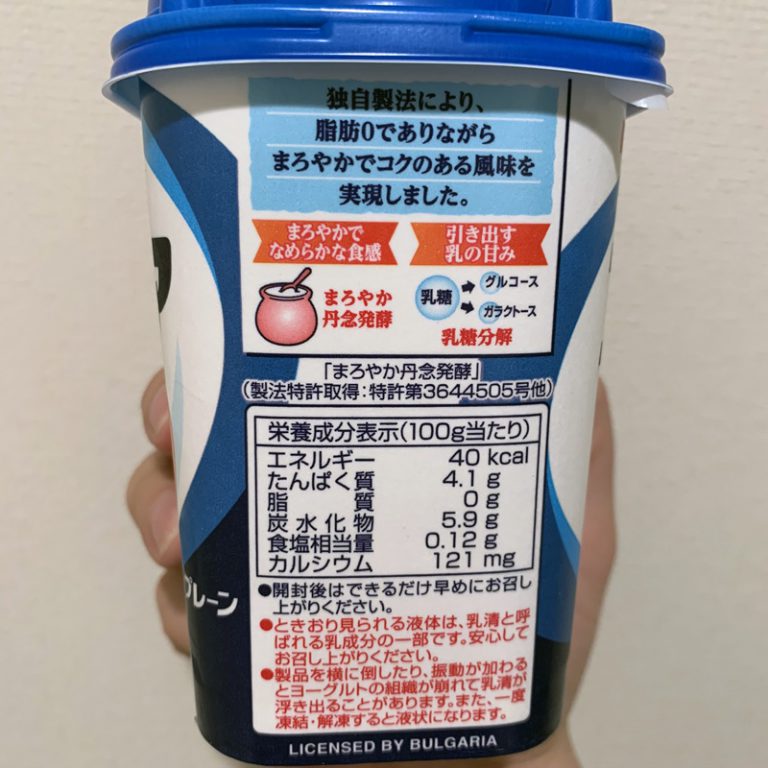 独自製法により、
脂肪0でありながら
まろやかでコクのある風味を
実現しました。
まろやかで
なめらかな食感
引き出す
乳の甘み
まろやか
丹念発酵
乳糖
グルコース
ガラクトース
乳糖分解
「まろやか丹念発酵」
(製法特許取得:特許第3644505号他)
栄養成分表示(100g当たり)
エネルギー 40 kcal
たんぱく質 4.1 g
脂質 0 g
炭水化物 5.9 g
食塩相当量 0.12 g
カルシウム 121 mg
●開封後はできるだけ早めにお召し
上がりください。
●ときおり見られる液体は、乳清と呼
ばれる乳成分の一部です。安心して
お召し上がりください。
●製品を横に倒したり、振動が加わる
とヨーグルトの組織が崩れて乳清が
浮き出ることがあります。また、一度
凍結・解凍すると液状になります。
プレーン
LICENSED BY BULGARIA